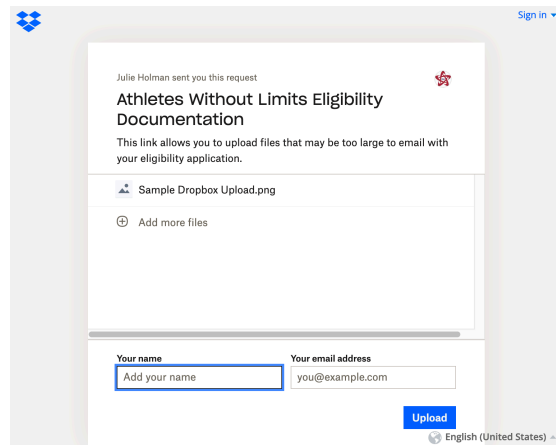 Sign in
Julie Holman sent you this request
Athletes Without Limits Eligibility
Documentation
This link allows you to upload files that may be too large to email with
your eligibility application.
Sample Dropbox Upload.png
Add more files
Your name
Your email address
Add your name
you@example.com
Upload
English (United States)